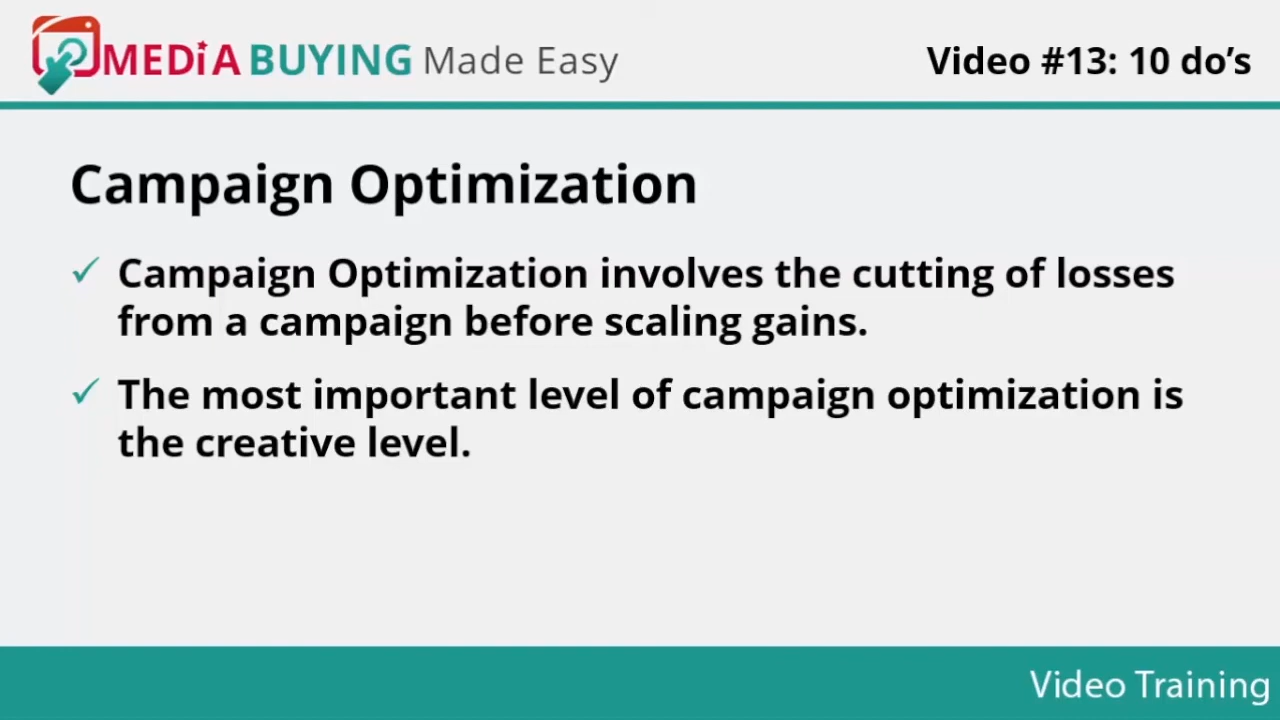 MEDiA BUYING Made Easy
Video #13: 10 do’s
Campaign Optimization
✓ Campaign Optimization involves the cutting of losses
from a campaign before scaling gains.
✓ The most important level of campaign optimization is
the creative level.
Video Training